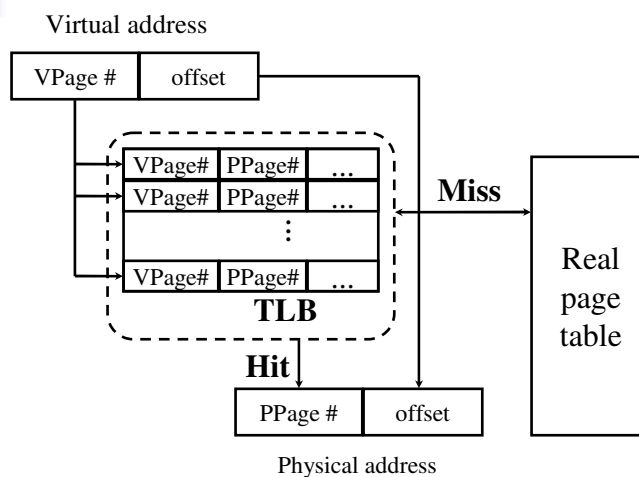 Virtual address
VPage # offset
VPage# PPage# ...
VPage# PPage# ...
⋮
VPage# PPage# ...
TLB
Miss
Real
page
table
Hit
PPage # offset
Physical address